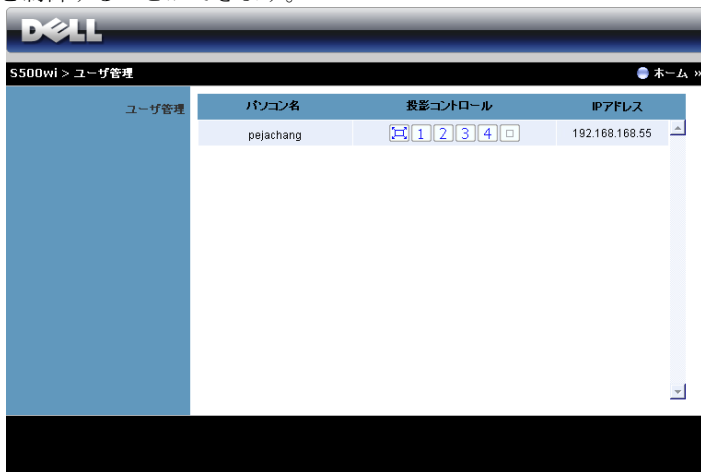 DELL
S500wi > ユーザ管理
ホーム »
ユーザ管理
パソコン名 投影コントロール IPアドレス
pejachang 1 2 3 4 192.168.168.55